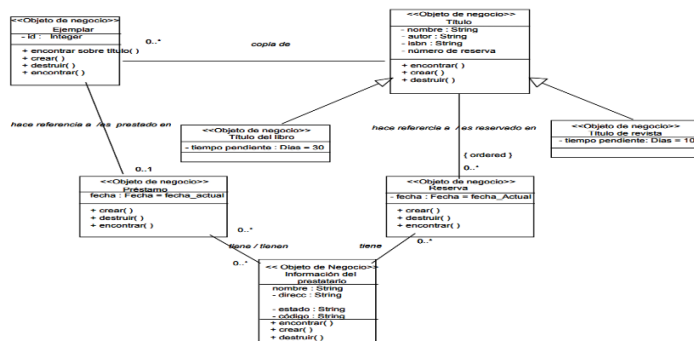 <<Objeto de negocio>>
Ejemplar
- id : Integer
+ encontrar sobre título( )
+ crear( )
+ destruir( )
+ encontrar( )
0..*
copia de
<<Objeto de negocio>>
Título
- nombre : String
- autor : String
- isbn : String
- número de reserva
+ encontrar( )
+ crear( )
+ destruir( )
hace referencia a / es prestado en
<<Objeto de negocio>>
Título del libro
- tiempo pendiente : Días = 30
hace referencia a / es reservado en
<<Objeto de negocio>>
Título de revista
- tiempo pendiente: Días = 10
{ ordered }
0..1
0..*
<<Objeto de negocio>>
Préstamo
fecha : Fecha = fecha_actual
+ crear( )
+ destruir( )
+ encontrar( )
<<Objeto de negocio>>
Reserva
- fecha : Fecha = fecha_Actual
+ crear( )
+ destruir( )
+ encontrar( )
0..*
0..*
tiene / tienen
tiene
0..*
0..*
<< Objeto de Negocio>>
Información del
prestatario
nombre : String
- direcc : String
- estado : String
- código : String
+ encontrar( )
+ crear( )
+ destruir( )